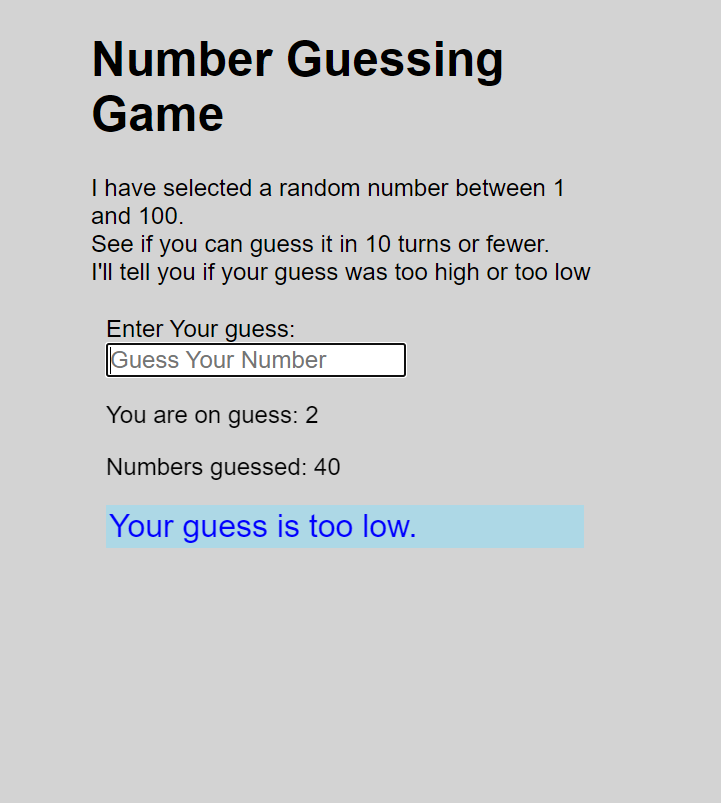 Number Guessing
Game
I have selected a random number between 1
and 100.
See if you can guess it in 10 turns or fewer.
I'll tell you if your guess was too high or too low
Enter Your guess:
Guess Your Number
You are on guess: 2
Numbers guessed: 40
Your guess is too low.